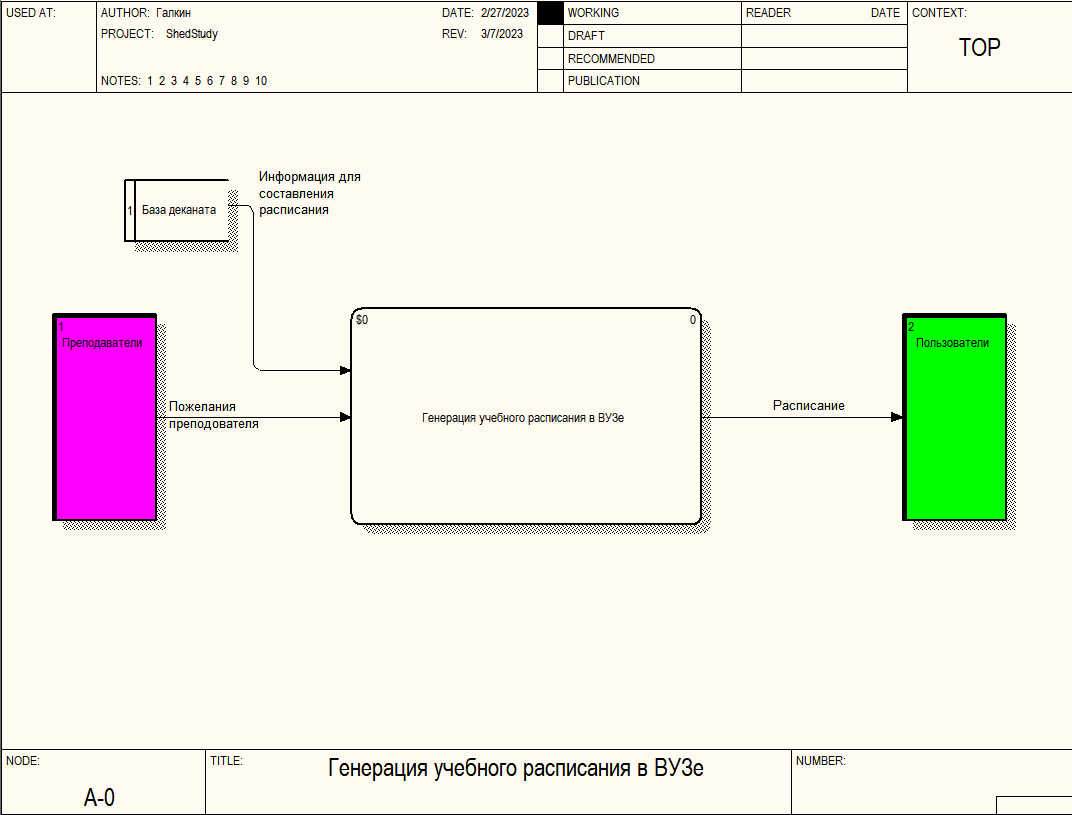 USED AT:
AUTHOR: Галкин
DATE: 2/27/2023
PROJECT: ShedStudy
REV: 3/7/2023
NOTES: 1 2 3 4 5 6 7 8 9 10
WORKING
DRAFT
RECOMMENDED
PUBLICATION
READER DATE
CONTEXT:
TOP
Информация для
составления
расписания
1 База деканата
1
Преподаватели
Пожелания
преподователя
$0 0
Генерация учебного расписания в ВУЗе
Расписание
2
Пользователи
NODE:
A-0
TITLE:
Генерация учебного расписания в ВУЗе
NUMBER: